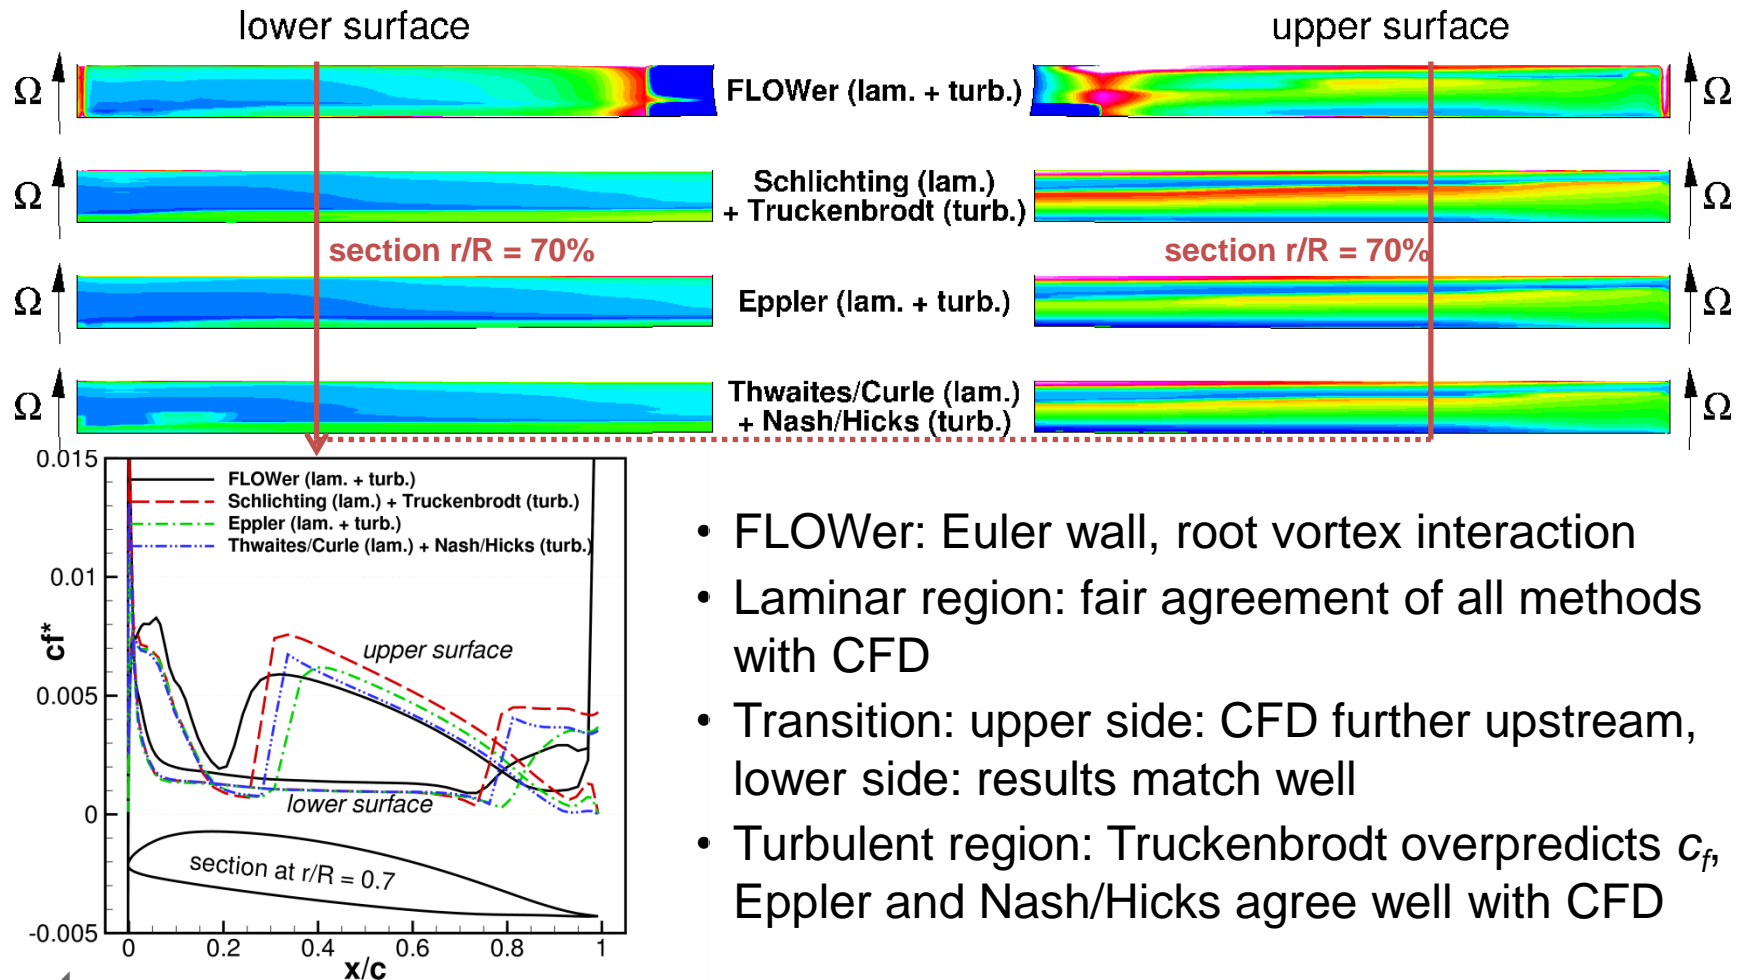 lower surface
upper surface
Ω
FLOWer (lam. + turb.)
Ω
Ω
Schlichting (lam.)
+ Truckenbrodt (turb.)
Ω
section r/R = 70%
section r/R = 70%
Ω
Eppler (lam. + turb.)
Ω
Ω
Thwaites/Curle (lam.)
+ Nash/Hicks (turb.)
Ω
0.015
0.01
0.005
0
-0.005
cf*
FLOWer (lam. + turb.)
Schlichting (lam.) + Truckenbrodt (turb.)
Eppler (lam. + turb.)
Thwaites/Curle (lam.) + Nash/Hicks (turb.)
upper surface
lower surface
section at r/R = 0.7
0 0.2 0.4 0.6 0.8 1
x/c
• FLOWer: Euler wall, root vortex interaction
• Laminar region: fair agreement of all methods
with CFD
• Transition: upper side: CFD further upstream,
lower side: results match well
• Turbulent region: Truckenbrodt overpredicts cf,
Eppler and Nash/Hicks agree well with CFD